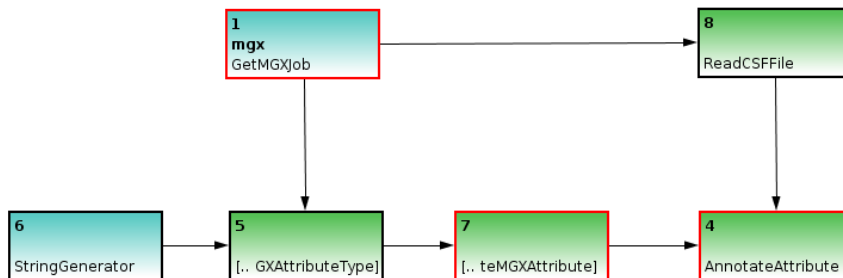 1
mgx
GetMGXJob
8
ReadCSFFile
6
StringGenerator
5
[.. GXAttributeType]
7
[.. teMGXAttribute]
4
AnnotateAttribute